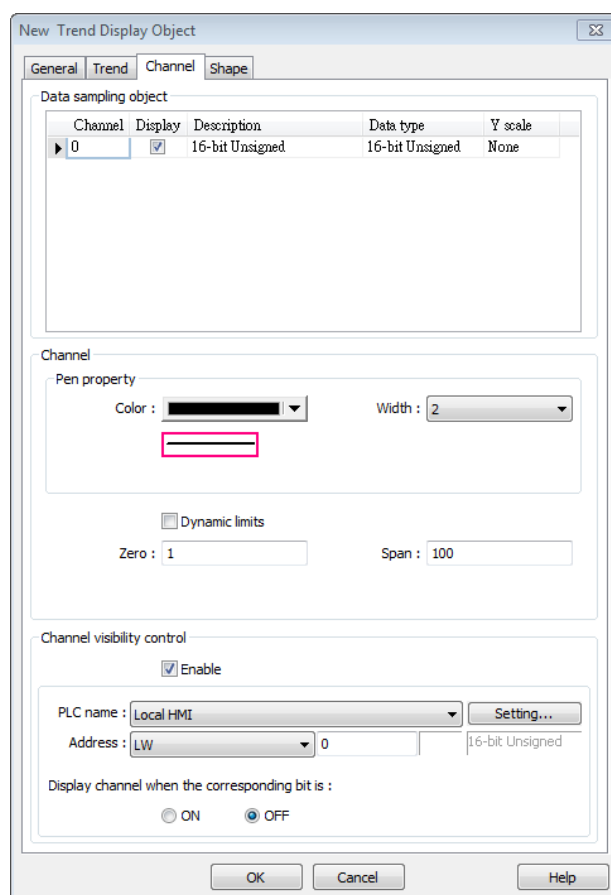 New Trend Display Object
General Trend Channel Shape
Data sampling object
Channel Display Description Data type Y scale
0 16-bit Unsigned 16-bit Unsigned None
Channel
Pen property
Color : Width : 2
Dynamic limits
Zero : 1 Span : 100
Channel visibility control
Enable
PLC name : Local HMI Setting...
Address : LW 0 16-bit Unsigned
Display channel when the corresponding bit is :
ON OFF
OK Cancel Help